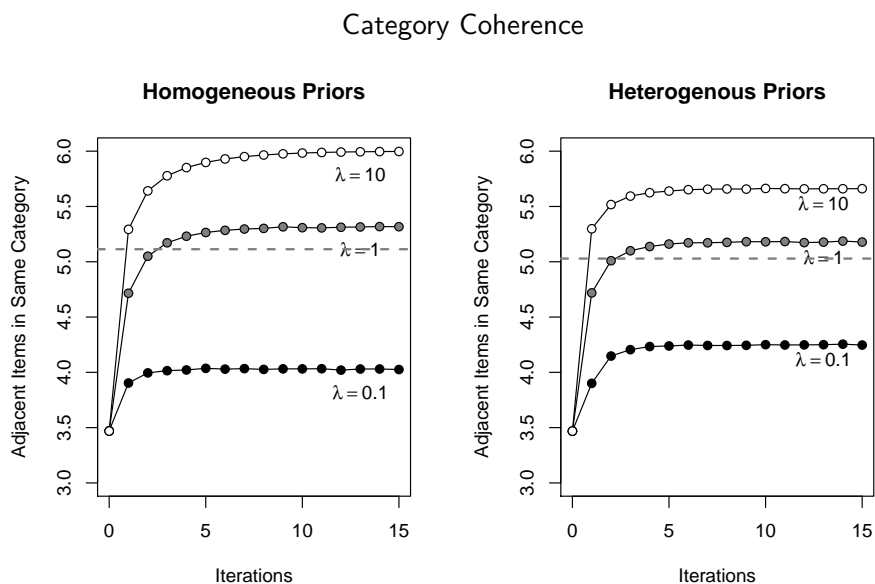 Category Coherence
Homogeneous Priors
Adjacent Items in Same Category
6.0
5.5
5.0
4.5
4.0
3.5
3.0
λ = 10
λ = 1
λ = 0.1
0 5 10 15
Iterations
Heterogenous Priors
Adjacent Items in Same Category
6.0
5.5
5.0
4.5
4.0
3.5
3.0
λ = 10
λ = 1
λ = 0.1
0 5 10 15
Iterations